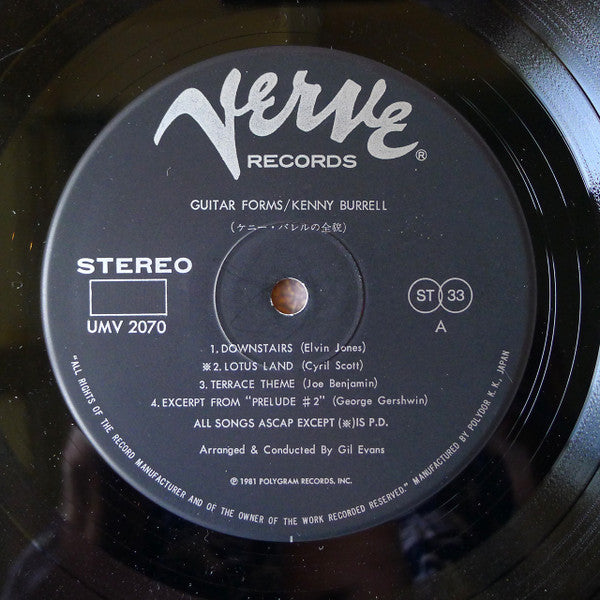 Verve
RECORDS ®
GUITAR FORMS/KENNY BURRELL
(ケニー・バレルの全貌)
STEREO
ST 33
UMV 2070
A
1. DOWNSTAIRS (Elvin Jones)
※2. LOTUS LAND (Cyril Scott)
3. TERRACE THEME (Joe Benjamin)
4. EXCERPT FROM "PRELUDE ♯2" (George Gershwin)
ALL SONGS ASCAP EXCEPT (※)IS P.D.
Arranged & Conducted By Gil Evans
℗ 1981 POLYGRAM RECORDS, INC.
"ALL RIGHTS OF THE RECORD MANUFACTURER AND OF THE OWNER OF THE WORK RECORDED RESERVED." MANUFACTURED BY POLYDOR K. K., JAPAN